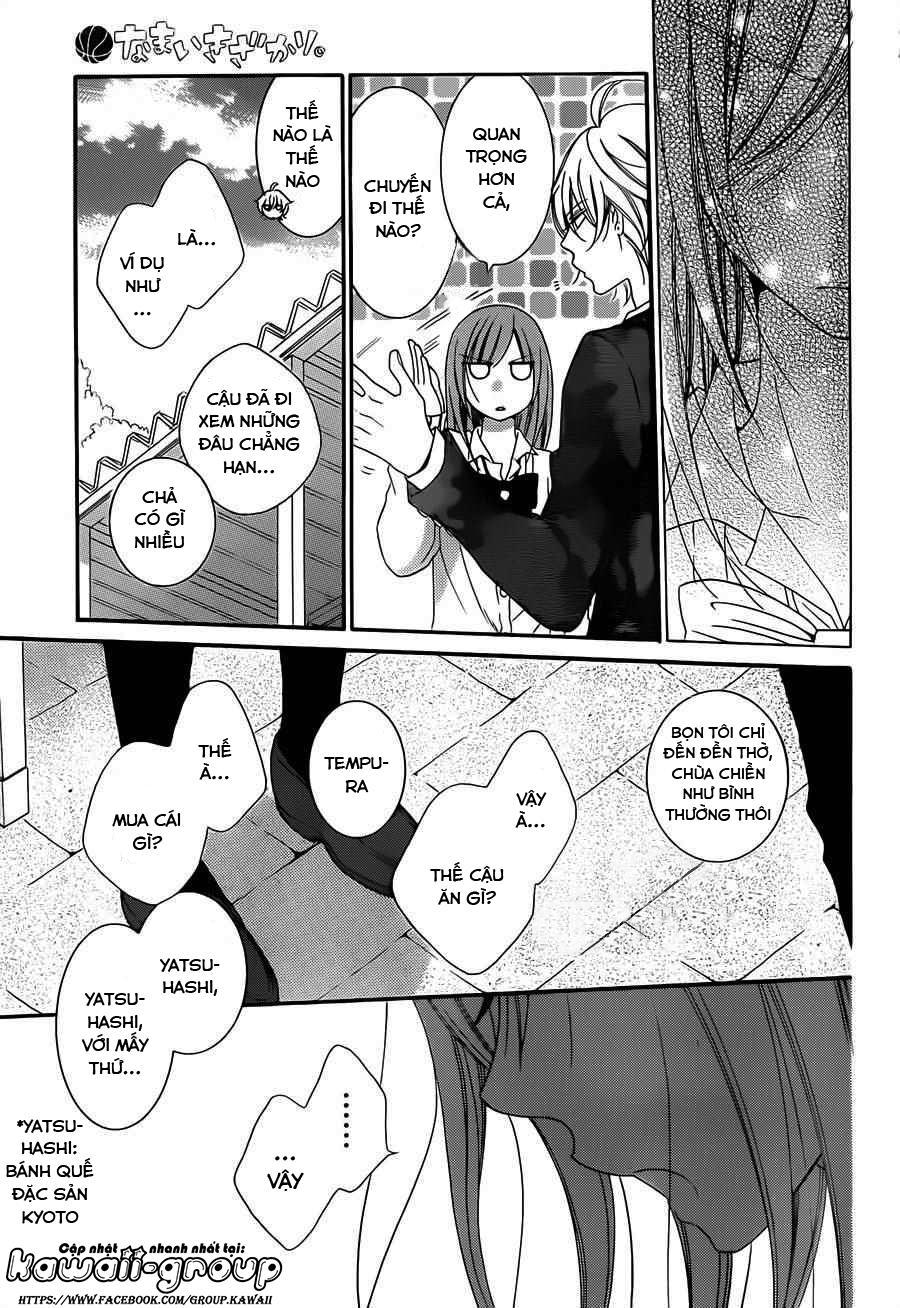 なまいきざかり。
QUAN
TRỌNG HƠN
CẢ,
CHUYẾN
ĐI THẾ
NÀO?
THẾ
NÀO LÀ
THẾ
NÀO
LÀ...
VÍ DỤ
NHƯ
...
CẬU ĐÃ ĐI
XEM NHỮNG
ĐÂU CHẲNG
HẠN...
CHẢ
CÓ GÌ
NHIỀU
BỌN TÔI CHỈ
ĐẾN ĐỀN THỜ,
CHÙA CHIỀN
NHƯ BÌNH
THƯỜNG THÔI
VẬY
À...
THẾ CẬU
ĂN GÌ?
TEMPU-
RA
THẾ
À...
MUA CÁI
GÌ?
YATSU-
HASHI,
YATSU-
HASHI,
VỚI MẤY
THỨ...
......
...
VẬY
*YATSU-
HASHI:
BÁNH QUẾ
ĐẶC SẢN
KYOTO
Cập nhật nhanh nhất tại:
kawaii-group
HTTPS://WWW.FACEBOOK.COM/GROUP.KAWAII